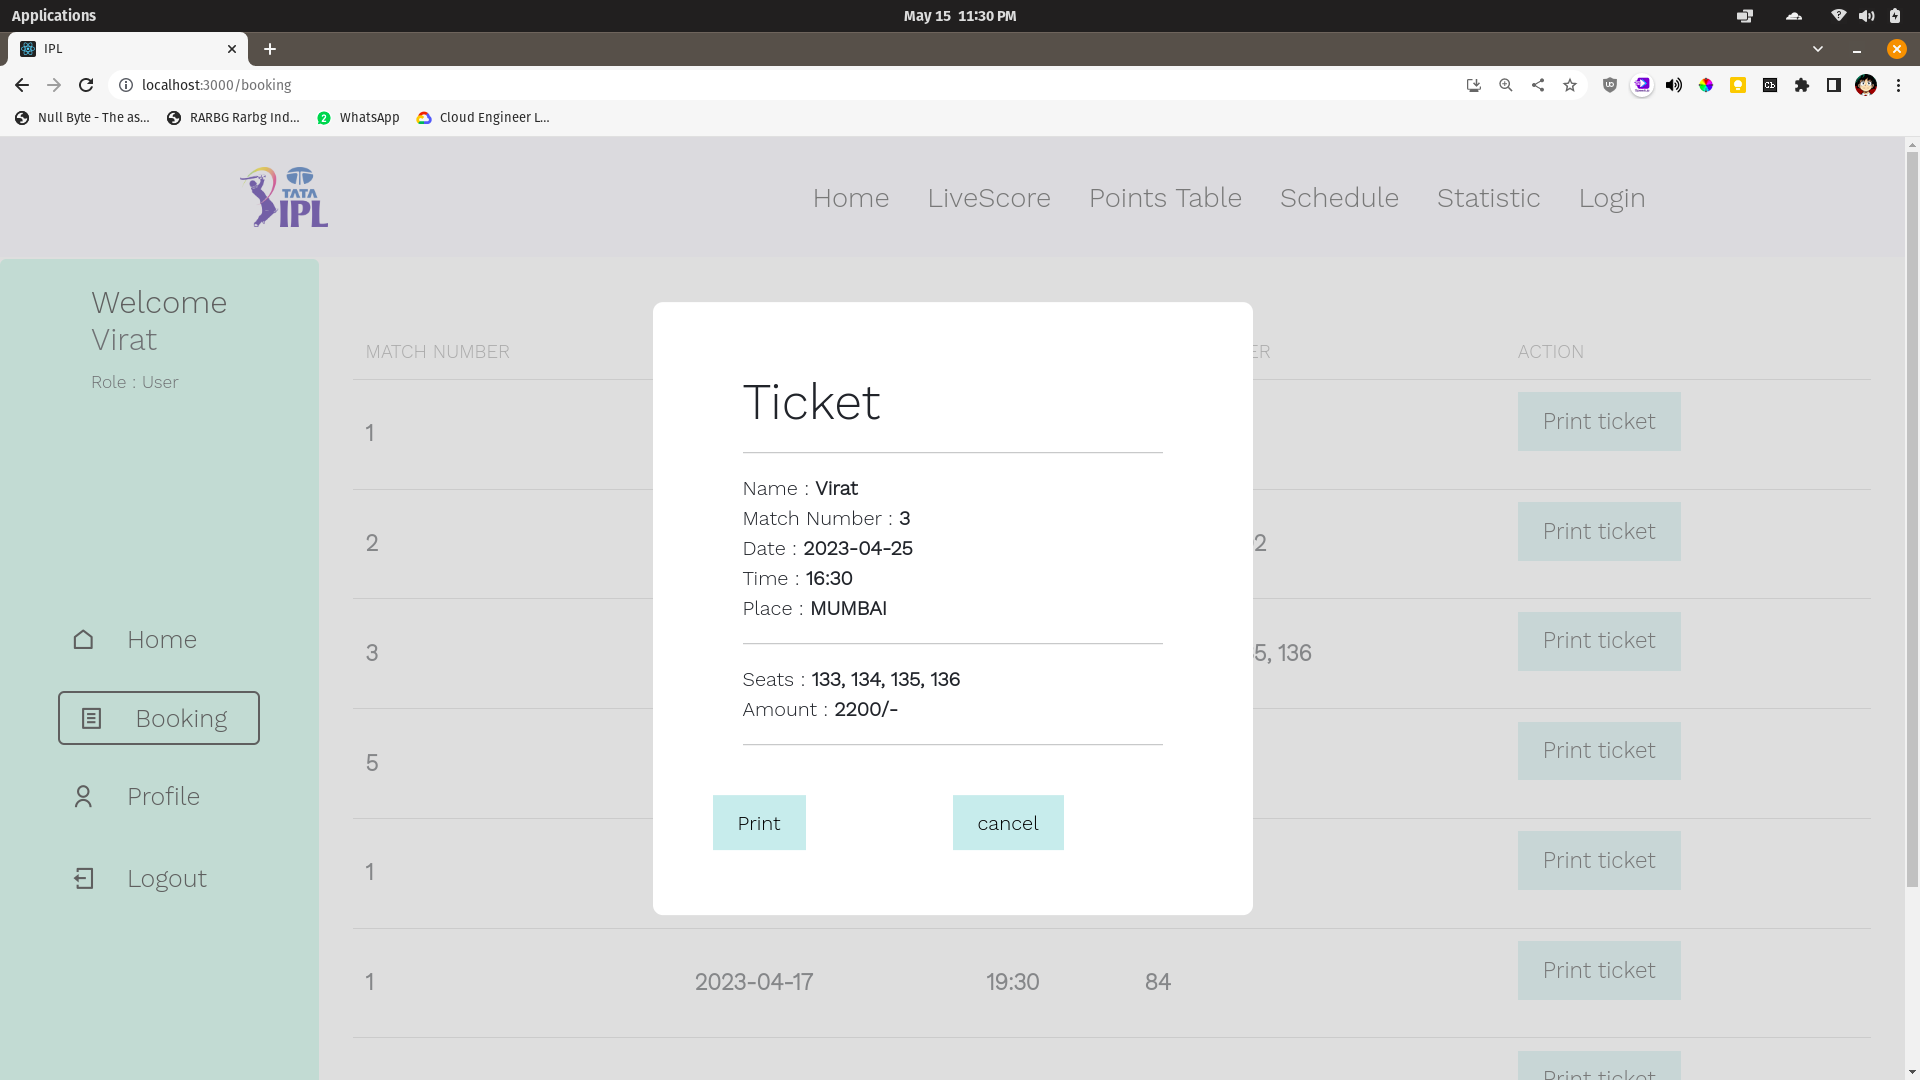 Applications
May 15 11:30 PM
IPL
localhost:3000/booking
Null Byte - The as...
RARBG Rarbg Ind...
2
WhatsApp
Cloud Engineer L...
TATA
IPL
Home
LiveScore
Points Table
Schedule
Statistic
Login
Welcome
Virat
Role : User
Home
Booking
Profile
Logout
MATCH NUMBER
ER
ACTION
1
Print ticket
2
2
Print ticket
3
5, 136
Print ticket
5
Print ticket
1
Print ticket
1
2023-04-17
19:30
84
Print ticket
Print ticket
Ticket
Name : Virat
Match Number : 3
Date : 2023-04-25
Time : 16:30
Place : MUMBAI
Seats : 133, 134, 135, 136
Amount : 2200/-
Print
cancel